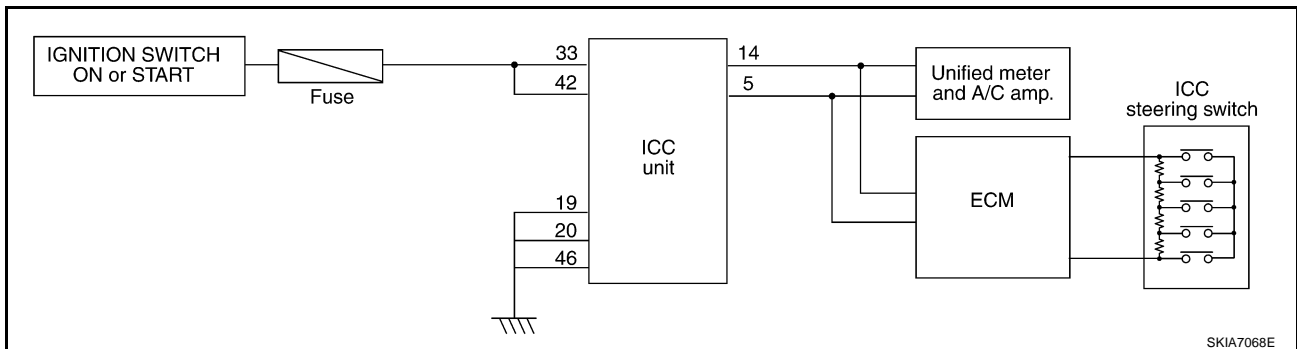 IGNITION SWITCH
ON or START
Fuse
33
42
19
20
46
ICC
unit
14
5
Unified meter
and A/C amp.
ECM
ICC
steering switch
SKIA7068E